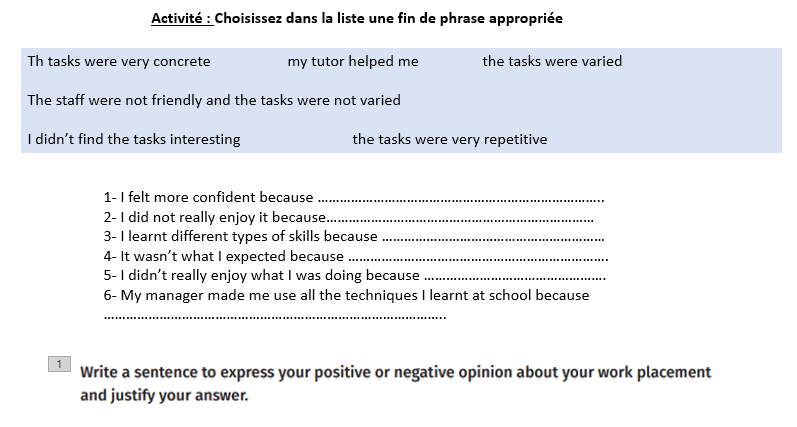 Activité : Choisissez dans la liste une fin de phrase appropriée
Th tasks were very concrete my tutor helped me the tasks were varied
The staff were not friendly and the tasks were not varied
I didn’t find the tasks interesting the tasks were very repetitive
1- I felt more confident because …………………………………………………………..
2- I did not really enjoy it because………………………………………………………
3- I learnt different types of skills because ………………………………………………
4- It wasn’t what I expected because …………………………………………………….
5- I didn’t really enjoy what I was doing because …………………………………….
6- My manager made me use all the techniques I learnt at school because
……………………………………………………………………..
1 Write a sentence to express your positive or negative opinion about your work placement
and justify your answer.